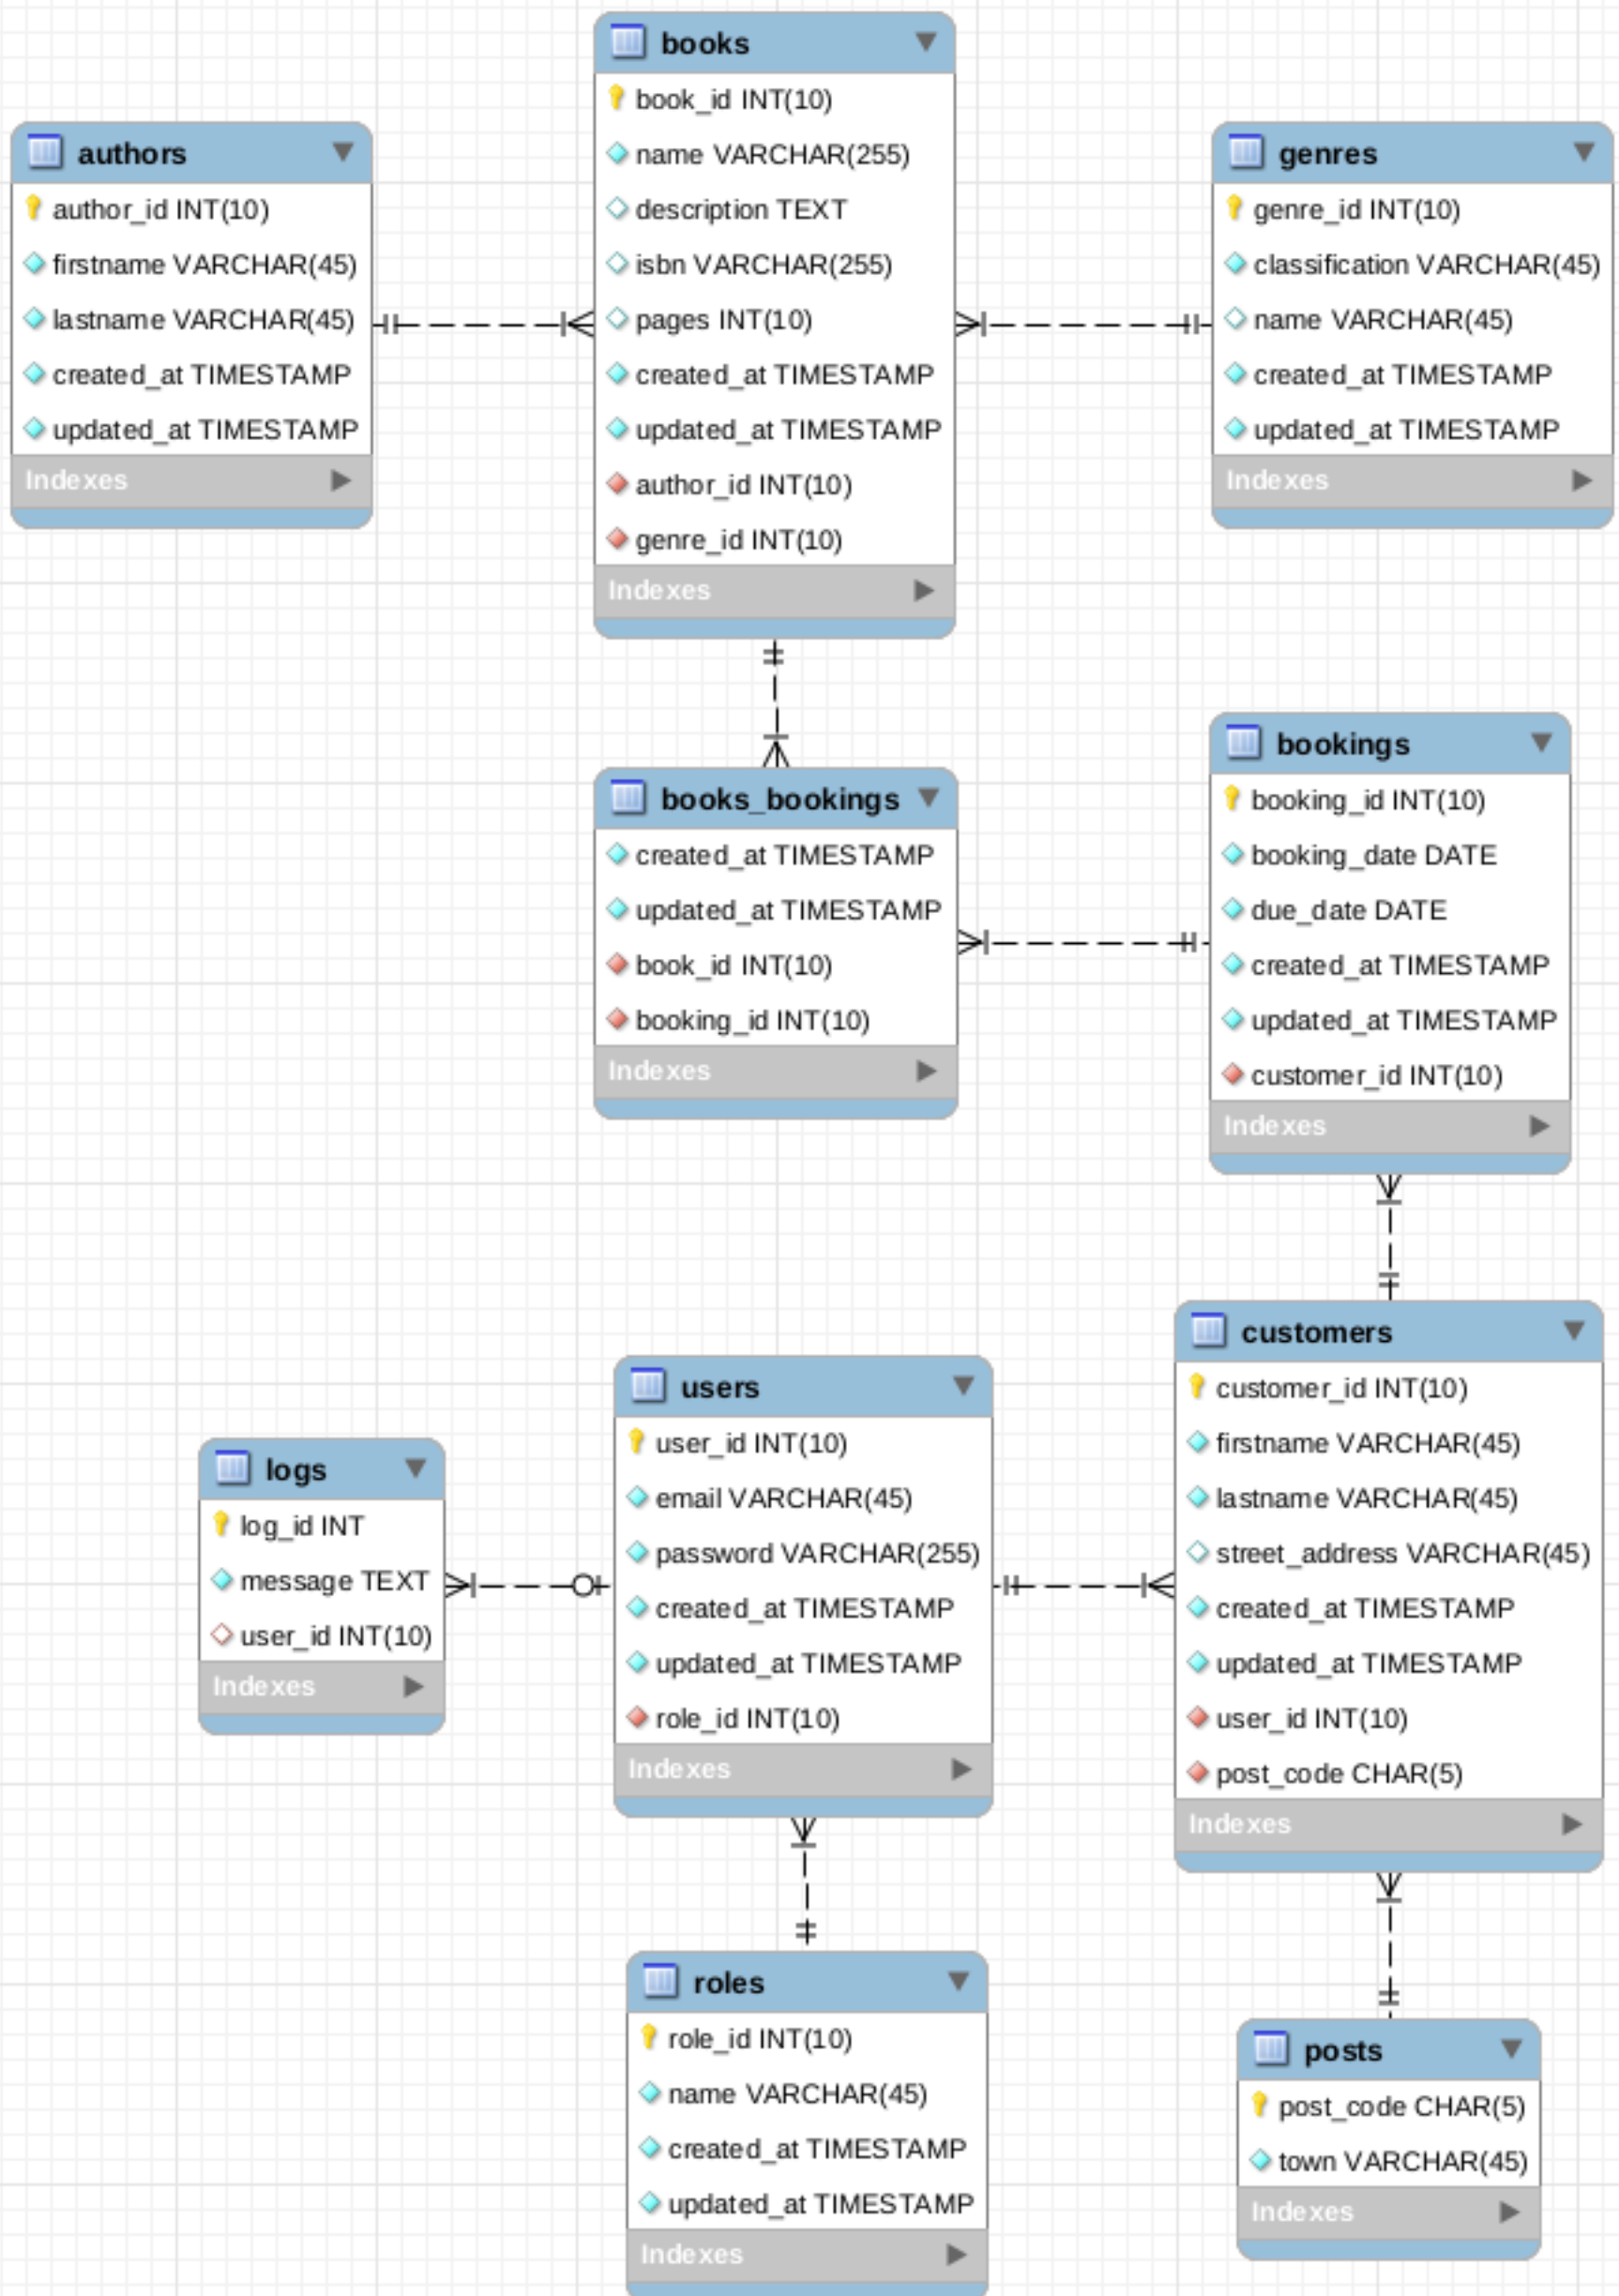 books
book_id INT(10)
name VARCHAR(255)
description TEXT
isbn VARCHAR(255)
pages INT(10)
created_at TIMESTAMP
updated_at TIMESTAMP
author_id INT(10)
genre_id INT(10)
Indexes
authors
author_id INT(10)
firstname VARCHAR(45)
lastname VARCHAR(45)
created_at TIMESTAMP
updated_at TIMESTAMP
Indexes
genres
genre_id INT(10)
classification VARCHAR(45)
name VARCHAR(45)
created_at TIMESTAMP
updated_at TIMESTAMP
Indexes
books_bookings
created_at TIMESTAMP
updated_at TIMESTAMP
book_id INT(10)
booking_id INT(10)
Indexes
bookings
booking_id INT(10)
booking_date DATE
due_date DATE
created_at TIMESTAMP
updated_at TIMESTAMP
customer_id INT(10)
Indexes
logs
log_id INT
message TEXT
user_id INT(10)
Indexes
users
user_id INT(10)
email VARCHAR(45)
password VARCHAR(255)
created_at TIMESTAMP
updated_at TIMESTAMP
role_id INT(10)
Indexes
customers
customer_id INT(10)
firstname VARCHAR(45)
lastname VARCHAR(45)
street_address VARCHAR(45)
created_at TIMESTAMP
updated_at TIMESTAMP
user_id INT(10)
post_code CHAR(5)
Indexes
roles
role_id INT(10)
name VARCHAR(45)
created_at TIMESTAMP
updated_at TIMESTAMP
Indexes
posts
post_code CHAR(5)
town VARCHAR(45)
Indexes